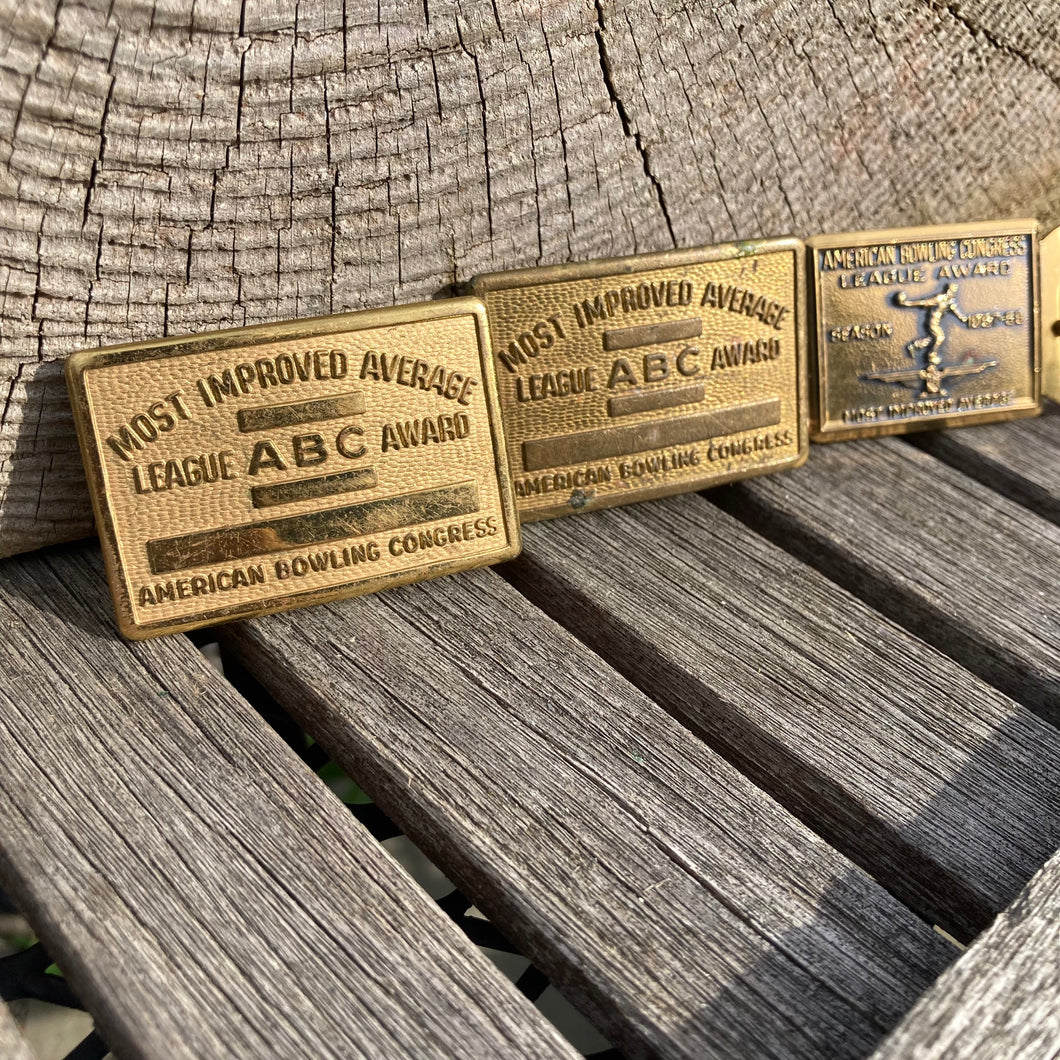 MOST IMPROVED AVERAGE
LEAGUE ABC AWARD
AMERICAN BOWLING CONGRESS
MOST IMPROVED AVERAGE
LEAGUE ABC AWARD
AMERICAN BOWLING CONGRESS
AMERICAN BOWLING CONGRESS
LEAGUE AWARD
SEASON
MOST IMPROVED AVERAGE